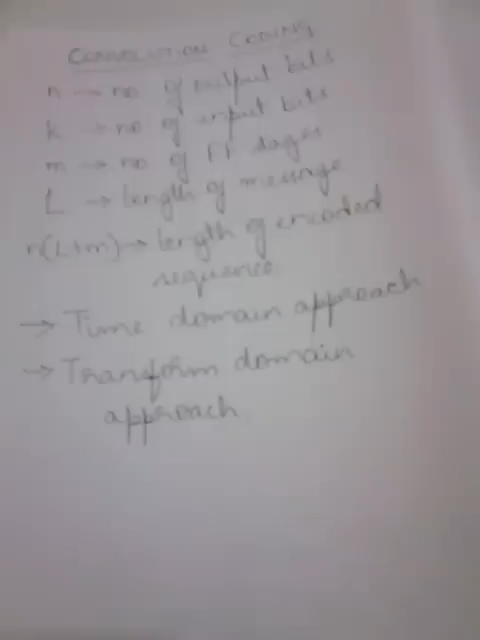 CONVOLUTION CODING
n → no of output bits
k → no of input bits
m → no of FF stages
L → length of message
n(L+m) → length of encoded
sequence
→ Time domain approach
→ Transform domain
approach